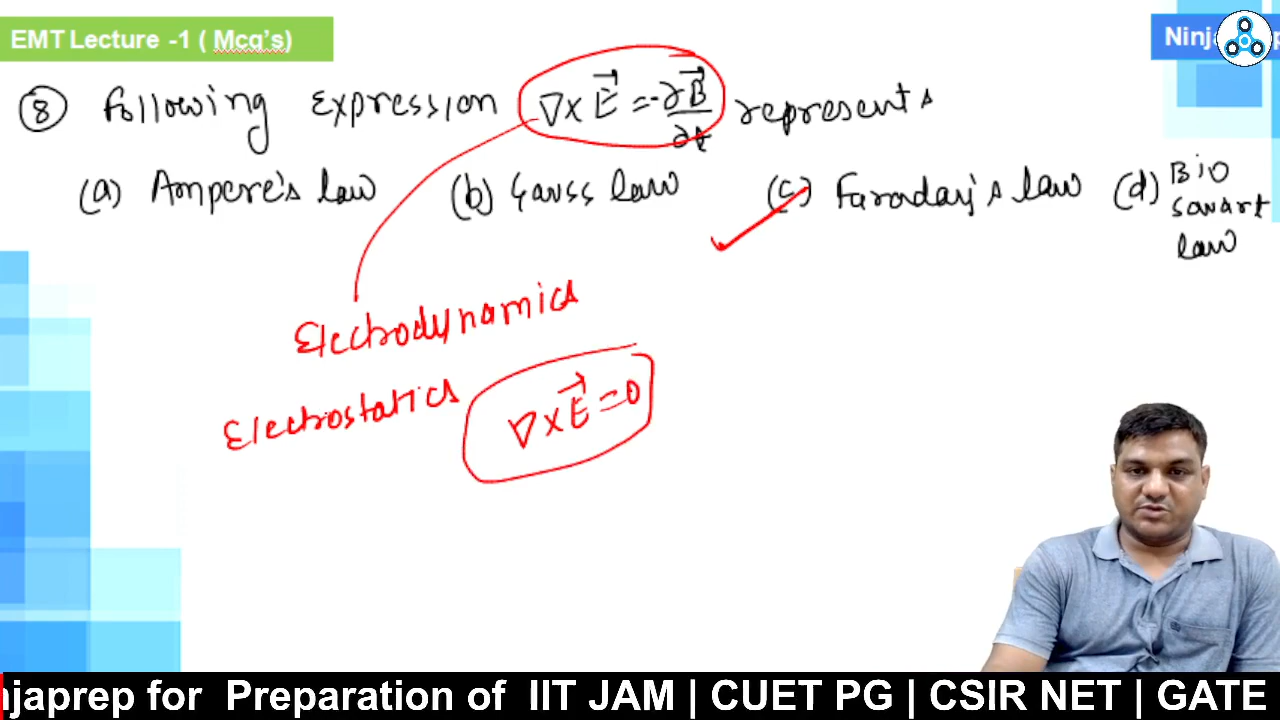 EMT Lecture -1 ( Mcq's)
Ninja
p
8 Following Expression ∇×E⃗ = -∂B⃗/∂t represents
(a) Ampere's law (b) Gauss law (c) Faraday's law (d) Bio
savart
law
Electrodynamics
Electrostatics ∇×E⃗=0
njaprep for Preparation of IIT JAM | CUET PG | CSIR NET | GATE